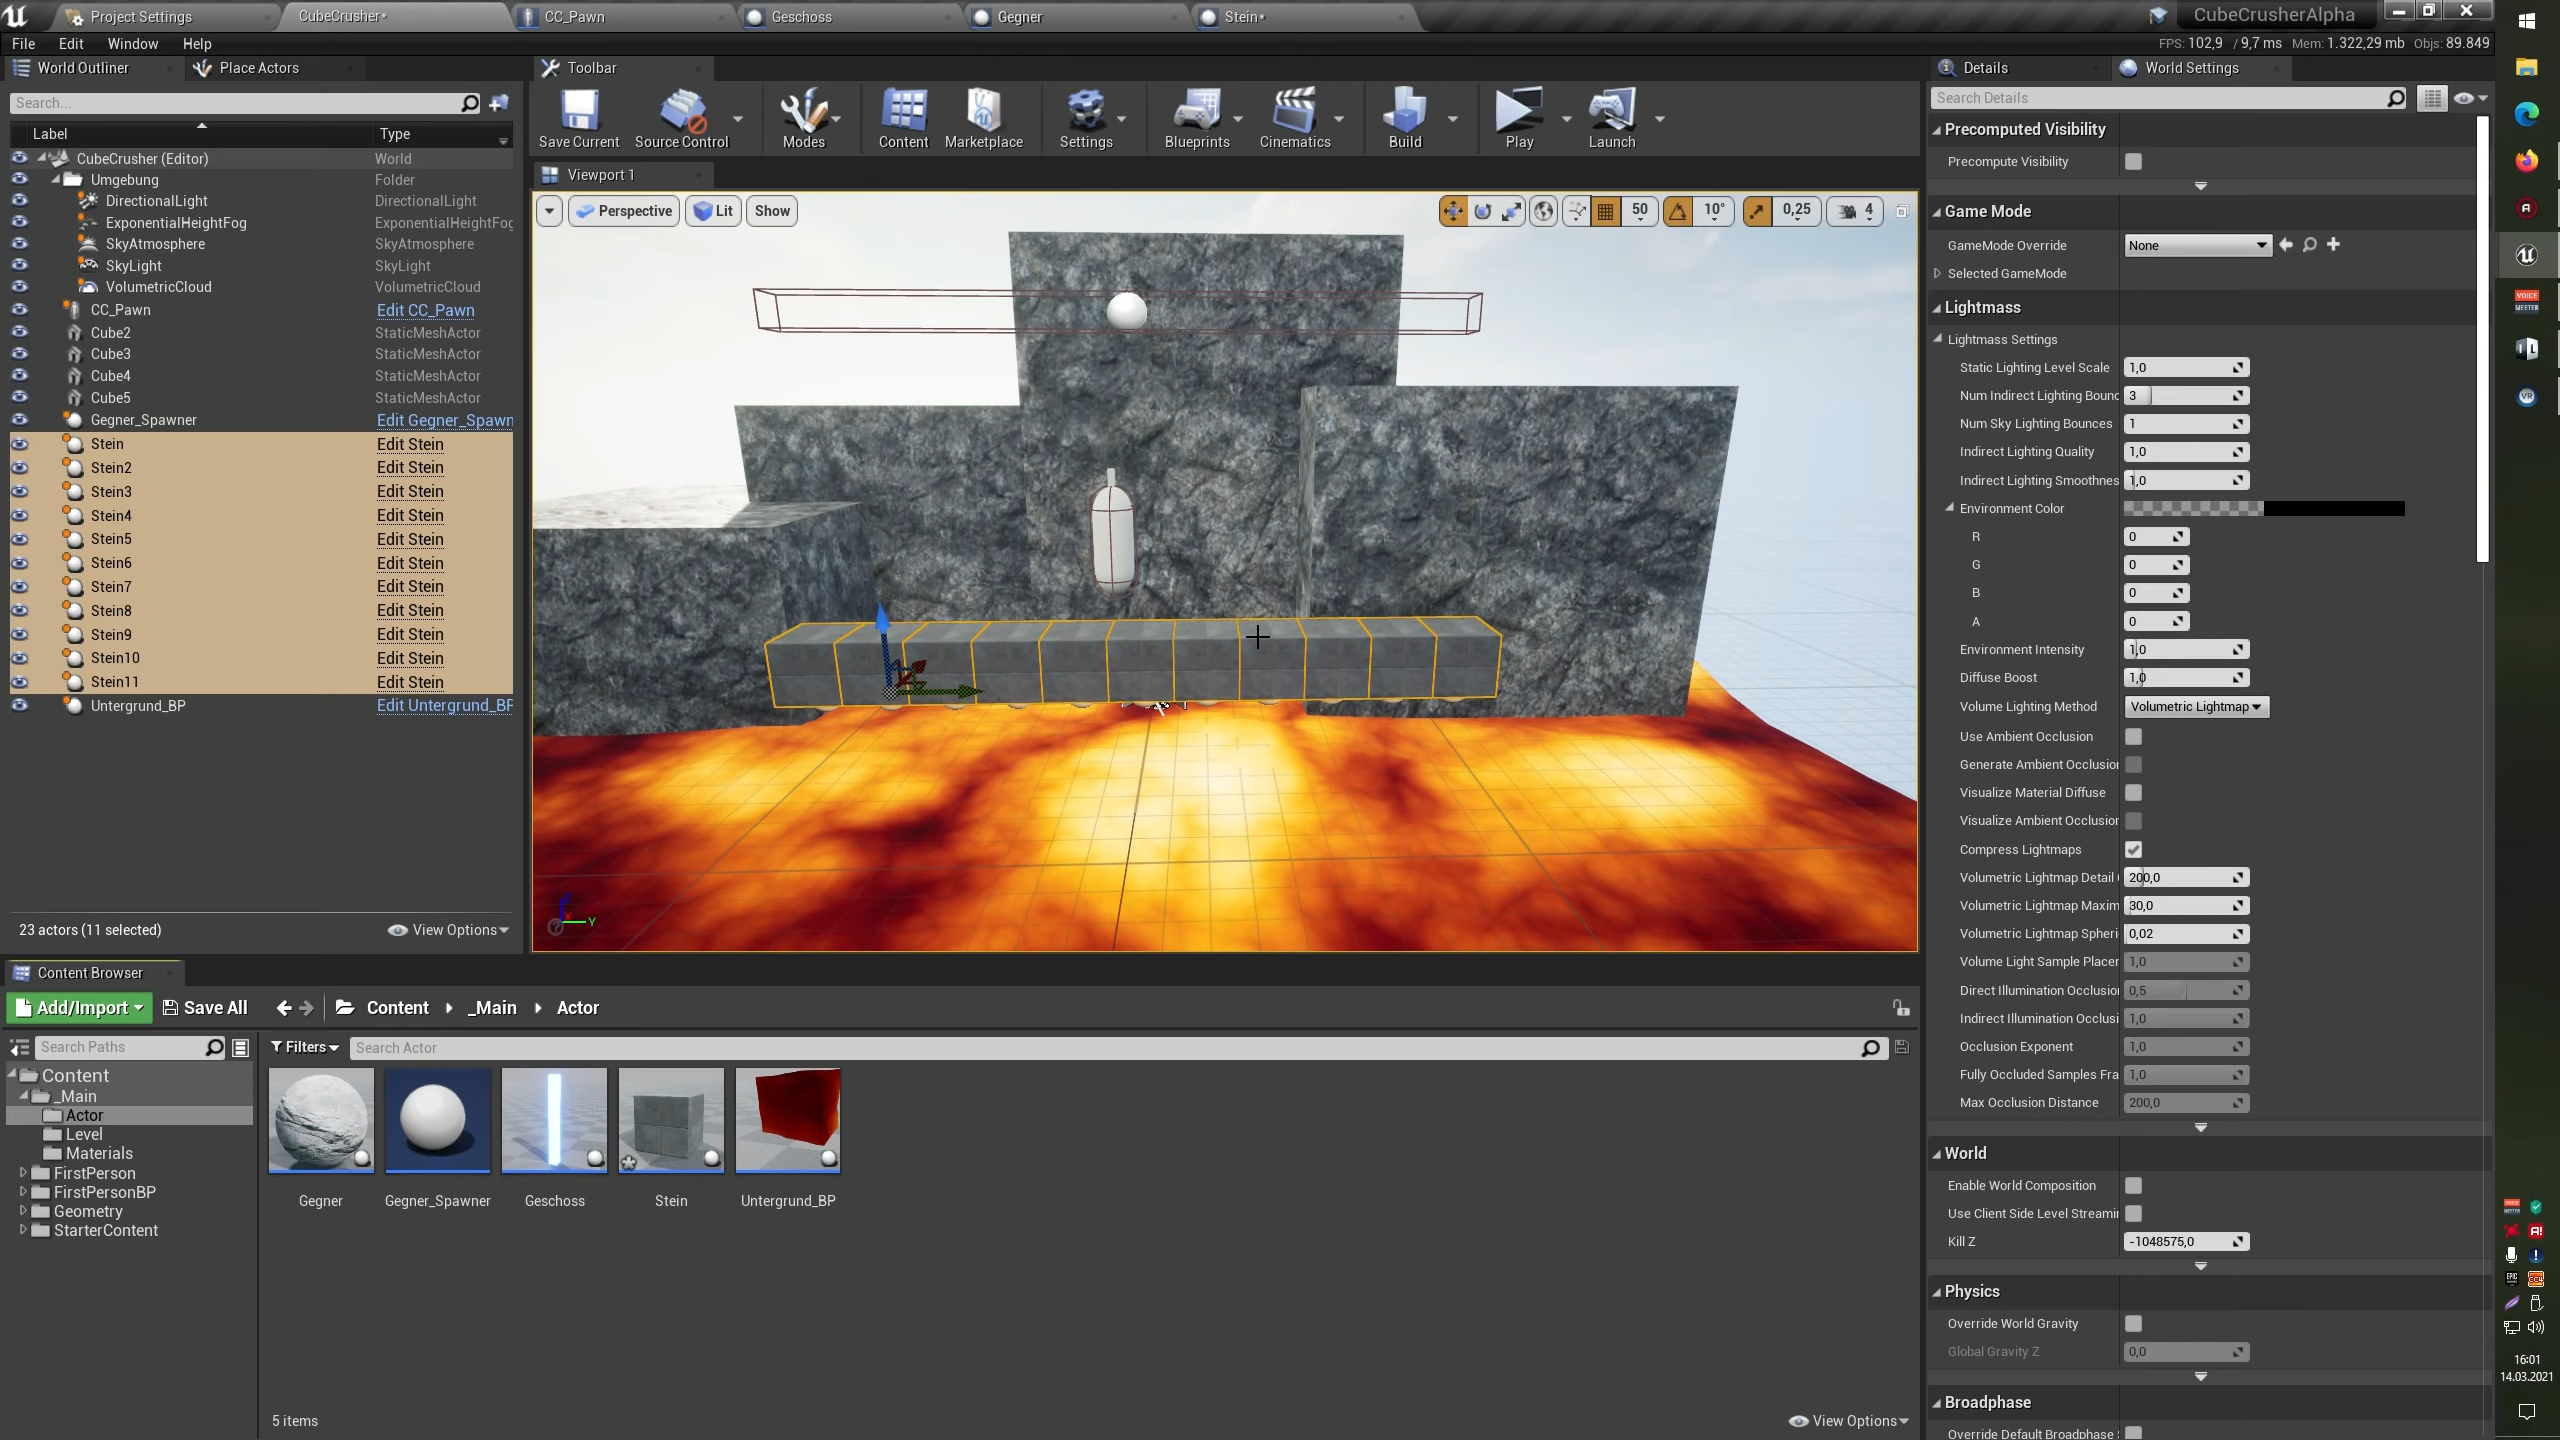 Project Settings
CubeCrusher*
CC_Pawn
Geschoss
Gegner
Stein*
CubeCrusherAlpha
File Edit Window Help
FPS: 102,9 / 9,7 ms Mem: 1.322,29 mb Objs: 89.849
World Outliner
Place Actors
Search...
Label Type
CubeCrusher (Editor) World
Umgebung Folder
DirectionalLight DirectionalLight
ExponentialHeightFog ExponentialHeightFog
SkyAtmosphere SkyAtmosphere
SkyLight SkyLight
VolumetricCloud VolumetricCloud
CC_Pawn Edit CC_Pawn
Cube2 StaticMeshActor
Cube3 StaticMeshActor
Cube4 StaticMeshActor
Cube5 StaticMeshActor
Gegner_Spawner Edit Gegner_Spawn
Stein Edit Stein
Stein2 Edit Stein
Stein3 Edit Stein
Stein4 Edit Stein
Stein5 Edit Stein
Stein6 Edit Stein
Stein7 Edit Stein
Stein8 Edit Stein
Stein9 Edit Stein
Stein10 Edit Stein
Stein11 Edit Stein
Untergrund_BP Edit Untergrund_BP
23 actors (11 selected)
View Options
Toolbar
Save Current
Source Control
Modes
Content
Marketplace
Settings
Blueprints
Cinematics
Build
Play
Launch
Viewport 1
Perspective
Lit
Show
50
10°
0,25
4
Y
Details
World Settings
Search Details
Precomputed Visibility
Precompute Visibility
Game Mode
GameMode Override None
Selected GameMode
Lightmass
Lightmass Settings
Static Lighting Level Scale 1,0
Num Indirect Lighting Bounc 3
Num Sky Lighting Bounces 1
Indirect Lighting Quality 1,0
Indirect Lighting Smoothnes 1,0
Environment Color
R 0
G 0
B 0
A 0
Environment Intensity 1,0
Diffuse Boost 1,0
Volume Lighting Method Volumetric Lightmap
Use Ambient Occlusion
Generate Ambient Occlusion
Visualize Material Diffuse
Visualize Ambient Occlusion
Compress Lightmaps
Volumetric Lightmap Detail 200,0
Volumetric Lightmap Maxim 30,0
Volumetric Lightmap Spheri 0,02
Volume Light Sample Placer 1,0
Direct Illumination Occlusion 0,5
Indirect Illumination Occlusi 1,0
Occlusion Exponent 1,0
Fully Occluded Samples Fra 1,0
Max Occlusion Distance 200,0
World
Enable World Composition
Use Client Side Level Streamin
Kill Z -1048575,0
Physics
Override World Gravity
Global Gravity Z 0,0
Broadphase
Override Default Broadphase
Content Browser
Add/Import
Save All
Content
_Main
Actor
Search Paths
Filters
Search Actor
Content
_Main
Actor
Level
Materials
FirstPerson
FirstPersonBP
Geometry
StarterContent
Gegner
Gegner_Spawner
Geschoss
Stein
Untergrund_BP
5 items
View Options
VOICE
MEETER
VR
16:01
14.03.2021